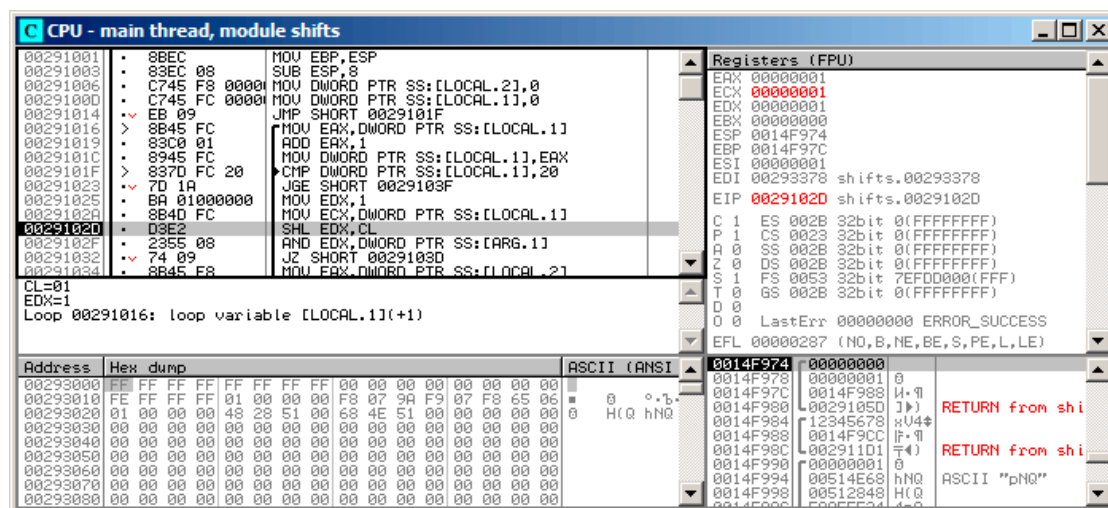 C CPU - main thread, module shifts
00291001 · 8BEC MOV EBP,ESP
00291003 · 83EC 08 SUB ESP,8
00291006 · C745 F8 0000 MOV DWORD PTR SS:[LOCAL.2],0
0029100D · C745 FC 0000 MOV DWORD PTR SS:[LOCAL.1],0
00291014 ·v EB 09 JMP SHORT 0029101F
00291016 > 8B45 FC MOV EAX,DWORD PTR SS:[LOCAL.1]
00291019 · 83C0 01 ADD EAX,1
0029101C · 8945 FC MOV DWORD PTR SS:[LOCAL.1],EAX
0029101F > 837D FC 20 CMP DWORD PTR SS:[LOCAL.1],20
00291023 ·v 7D 1A JGE SHORT 0029103F
00291025 · BA 01000000 MOV EDX,1
0029102A · 8B4D FC MOV ECX,DWORD PTR SS:[LOCAL.1]
0029102D · D3E2 SHL EDX,CL
0029102F · 2355 08 AND EDX,DWORD PTR SS:[ARG.1]
00291032 ·v 74 09 JZ SHORT 0029103D
00291034 · 8B45 F8 MOV EAX,DWORD PTR SS:[LOCAL.2]
Registers (FPU)
EAX 00000001
ECX 00000001
EDX 00000001
EBX 00000000
ESP 0014F974
EBP 0014F97C
ESI 00000001
EDI 00293378 shifts.00293378
EIP 0029102D shifts.0029102D
C 1 ES 002B 32bit 0(FFFFFFFF)
P 1 CS 0023 32bit 0(FFFFFFFF)
A 0 SS 002B 32bit 0(FFFFFFFF)
Z 0 DS 002B 32bit 0(FFFFFFFF)
S 1 FS 0053 32bit 7EFDD000(FFF)
T 0 GS 002B 32bit 0(FFFFFFFF)
D 0
O 0 LastErr 00000000 ERROR_SUCCESS
EFL 00000287 (NO,B,NE,BE,S,PE,L,LE)
CL=01
EDX=1
Loop 00291016: loop variable [LOCAL.1](+1)
Address Hex dump ASCII (ANSI
00293000 FF FF FF FF FF FF FF FF 00 00 00 00 00 00 00 00
00293010 FE FF FF FF 01 00 00 00 F8 07 9A F9 07 F8 65 06
00293020 01 00 00 00 48 28 51 00 68 4E 51 00 00 00 00 00 H(Q hNQ
00293030 00 00 00 00 00 00 00 00 00 00 00 00 00 00 00 00
00293040 00 00 00 00 00 00 00 00 00 00 00 00 00 00 00 00
00293050 00 00 00 00 00 00 00 00 00 00 00 00 00 00 00 00
00293060 00 00 00 00 00 00 00 00 00 00 00 00 00 00 00 00
00293070 00 00 00 00 00 00 00 00 00 00 00 00 00 00 00 00
00293080 00 00 00 00 00 00 00 00 00 00 00 00 00 00 00 00
0014F974 00000000
0014F978 00000001
0014F97C 0014F988
0014F980 0029105D RETURN from shi
0014F984 12345678 xV4
0014F988 0014F9CC
0014F98C 002911D1 RETURN from shi
0014F990 00000001
0014F994 00514E68 hNQ ASCII "pNQ"
0014F998 00512848 H(Q